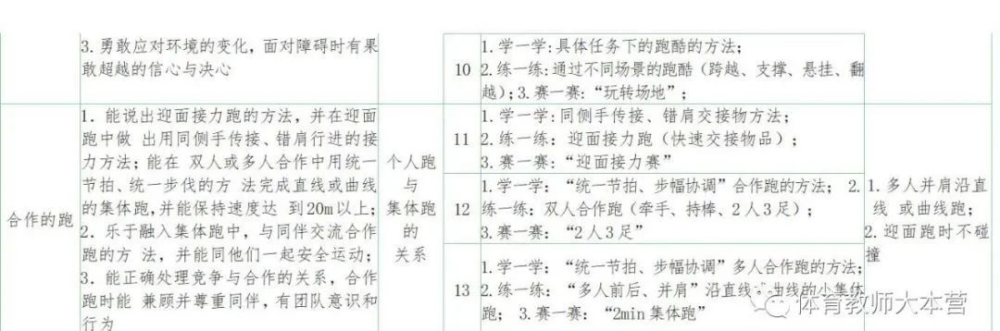 3. 勇敢应对环境的变化，面对障碍时有果
敢超越的信心与决心
10
1. 学一学: 具体任务下的跑酷的方法；
2. 练一练: 通过不同场景的跑酷（跨越、支撑、悬挂、翻
越）；3. 赛一赛: “玩转场地”；
合作的跑
1. 能说出迎面接力跑的方法，并在迎面
跑中做 出用同侧手传接、错肩行进的接
力方法；能在 双人或多人合作中用统一
节拍、统一步伐的方 法完成直线或曲线
的集体跑，并能保持速度达 到20m以上；
2. 乐于融入集体跑中，与同伴交流合作
跑的方 法，并能同他们一起安全运动；
3. 能正确处理竞争与合作的关系，合作
跑时能 兼顾并尊重同伴，有团队意识和
行为
个人跑
与
集体跑
的
关系
11
1. 学一学: 同侧手传接、错肩交接物方法；
2. 练一练: 迎面接力跑（快速交接物品）；
3. 赛一赛: “迎面接力赛”
12
1. 学一学: “统一节拍、步幅协调”合作跑的方法； 2.
练一练: 双人合作跑（牵手、持棒、2人3足）；
3. 赛一赛: “2人3足”
13
1. 学一学: “统一节拍、步幅协调”多人合作跑的方法；
2. 练一练: “多人前后、并肩”沿直线 曲线的小集体
跑； 3. 赛一赛: “2min 集体跑”
1. 多人并肩沿直
线 或曲线跑；
2. 迎面跑时不碰
撞
体育教师大本营